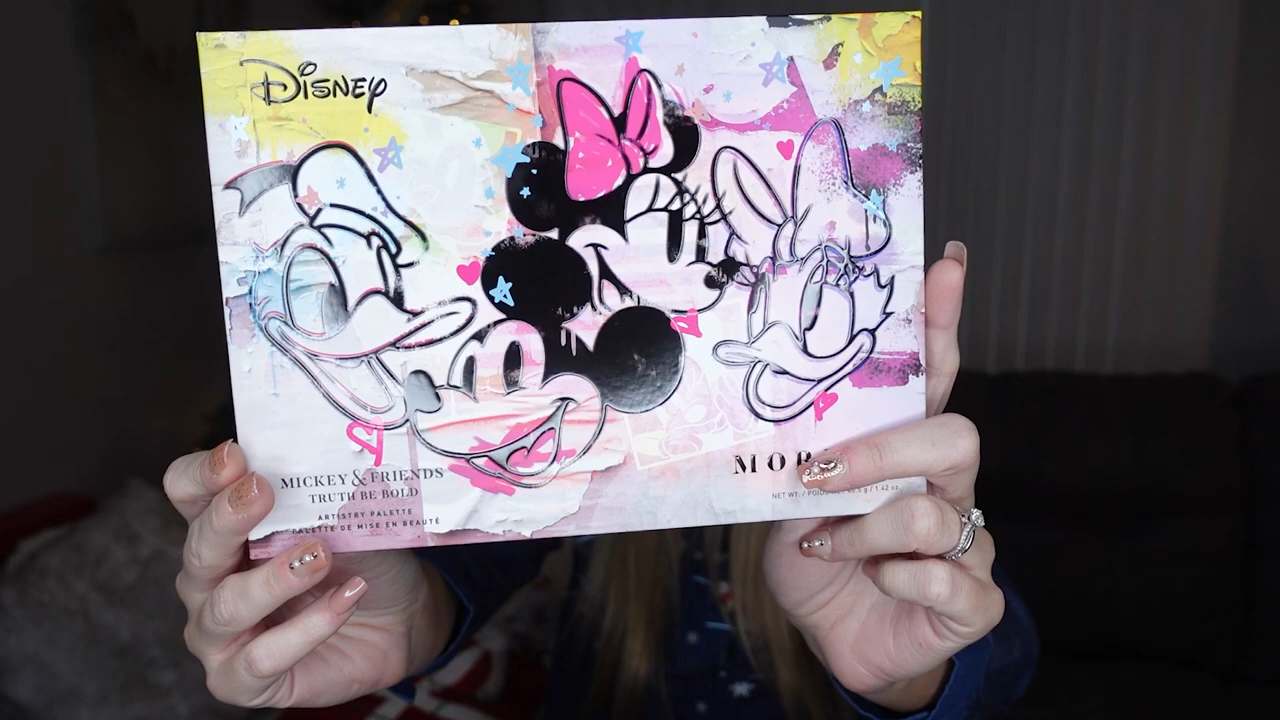 Disney
MICKEY & FRIENDS
TRUTH BE BOLD
ARTISTRY PALETTE
PALETTE DE MISE EN BEAUTÉ
MOR
NET WT. / POIDS 1.42 oz.